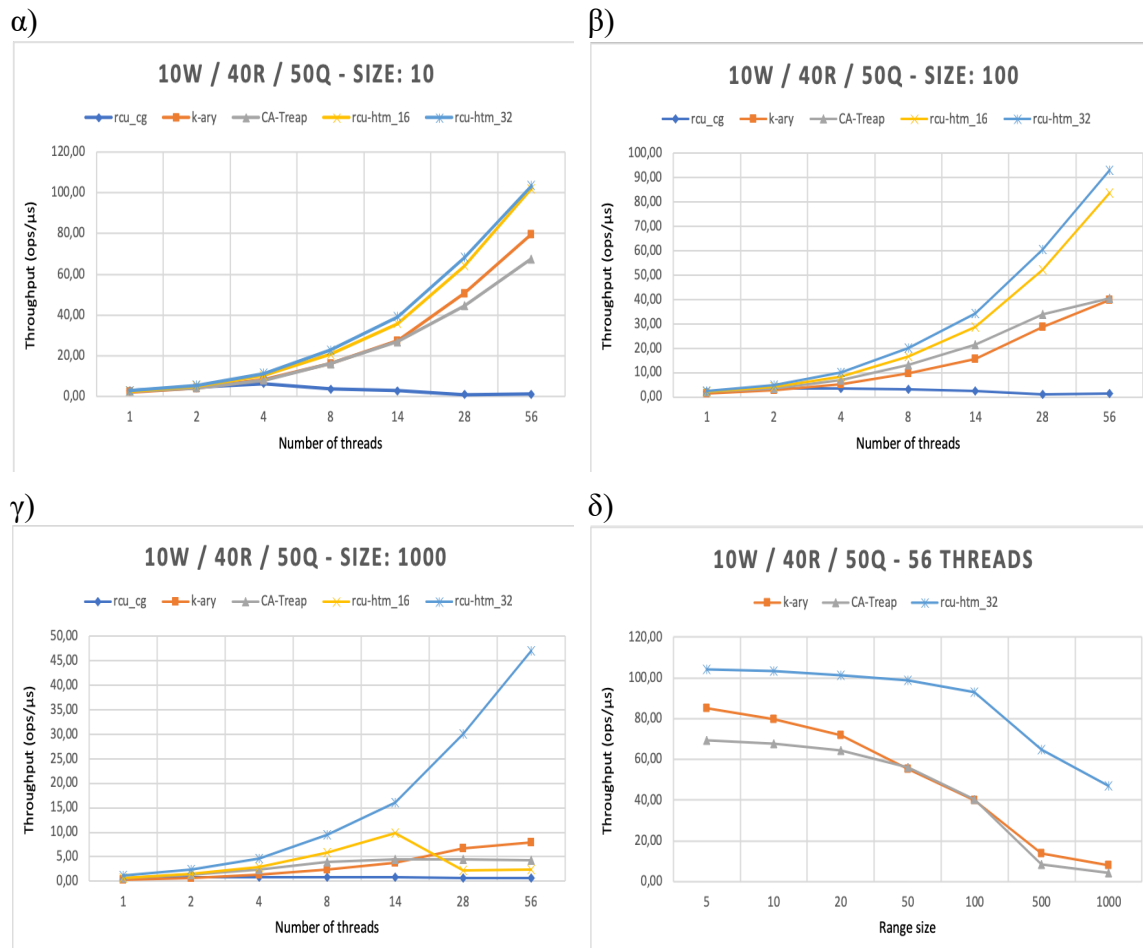 α)
10W / 40R / 50Q - SIZE: 10
rcu_cg k-ary CA-Treap rcu-htm_16 rcu-htm_32
Throughput (ops/μs)
120,00
100,00
80,00
60,00
40,00
20,00
0,00
1 2 4 8 14 28 56
Number of threads
β)
10W / 40R / 50Q - SIZE: 100
rcu_cg k-ary CA-Treap rcu-htm_16 rcu-htm_32
Throughput (ops/μs)
100,00
90,00
80,00
70,00
60,00
50,00
40,00
30,00
20,00
10,00
0,00
1 2 4 8 14 28 56
Number of threads
γ)
10W / 40R / 50Q - SIZE: 1000
rcu_cg k-ary CA-Treap rcu-htm_16 rcu-htm_32
Throughput (ops/μs)
50,00
45,00
40,00
35,00
30,00
25,00
20,00
15,00
10,00
5,00
0,00
1 2 4 8 14 28 56
Number of threads
δ)
10W / 40R / 50Q - 56 THREADS
k-ary CA-Treap rcu-htm_32
Throughput (ops/μs)
120,00
100,00
80,00
60,00
40,00
20,00
0,00
5 10 20 50 100 500 1000
Range size